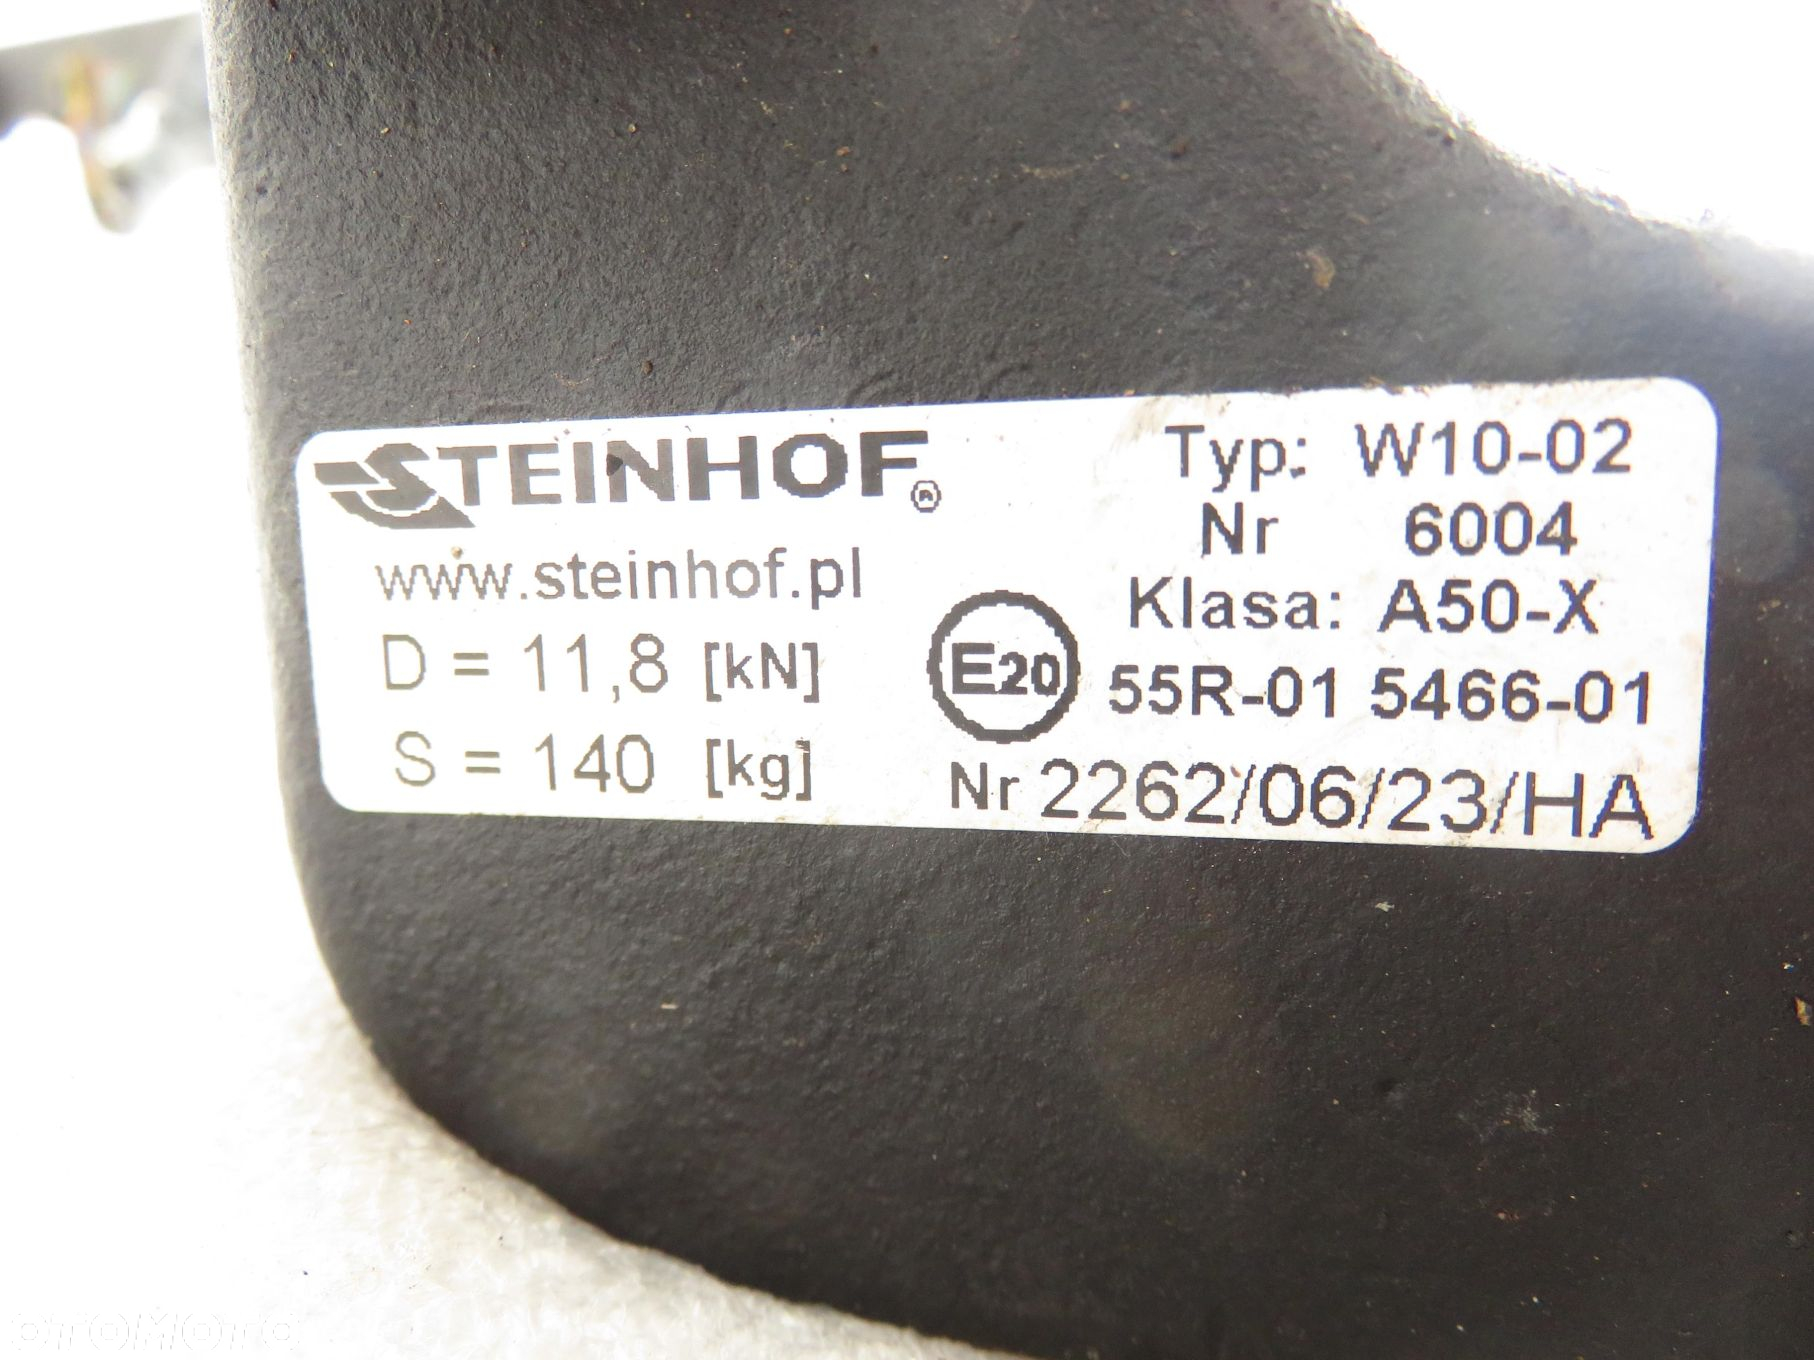 STEINHOF®
www.steinhof.pl
D = 11,8 [kN]
S = 140 [kg]
E20
Typ: W10-02
Nr 6004
Klasa: A50-X
55R-01 5466-01
Nr 2262/06/23/HA
OTOMOTO